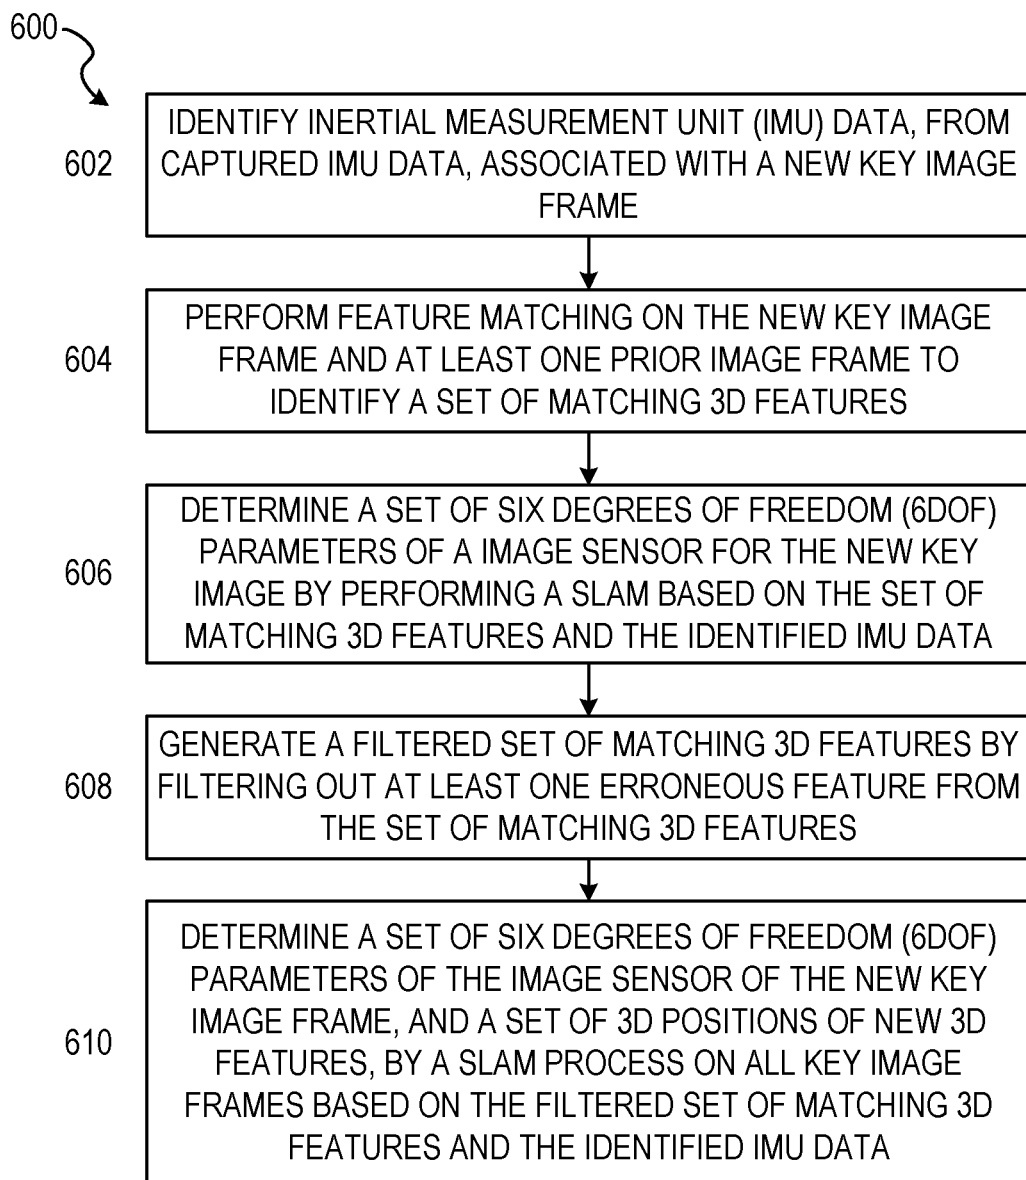 600
602
IDENTIFY INERTIAL MEASUREMENT UNIT (IMU) DATA, FROM
CAPTURED IMU DATA, ASSOCIATED WITH A NEW KEY IMAGE
FRAME
604
PERFORM FEATURE MATCHING ON THE NEW KEY IMAGE
FRAME AND AT LEAST ONE PRIOR IMAGE FRAME TO
IDENTIFY A SET OF MATCHING 3D FEATURES
606
DETERMINE A SET OF SIX DEGREES OF FREEDOM (6DOF)
PARAMETERS OF A IMAGE SENSOR FOR THE NEW KEY
IMAGE BY PERFORMING A SLAM BASED ON THE SET OF
MATCHING 3D FEATURES AND THE IDENTIFIED IMU DATA
608
GENERATE A FILTERED SET OF MATCHING 3D FEATURES BY
FILTERING OUT AT LEAST ONE ERRONEOUS FEATURE FROM
THE SET OF MATCHING 3D FEATURES
610
DETERMINE A SET OF SIX DEGREES OF FREEDOM (6DOF)
PARAMETERS OF THE IMAGE SENSOR OF THE NEW KEY
IMAGE FRAME, AND A SET OF 3D POSITIONS OF NEW 3D
FEATURES, BY A SLAM PROCESS ON ALL KEY IMAGE
FRAMES BASED ON THE FILTERED SET OF MATCHING 3D
FEATURES AND THE IDENTIFIED IMU DATA